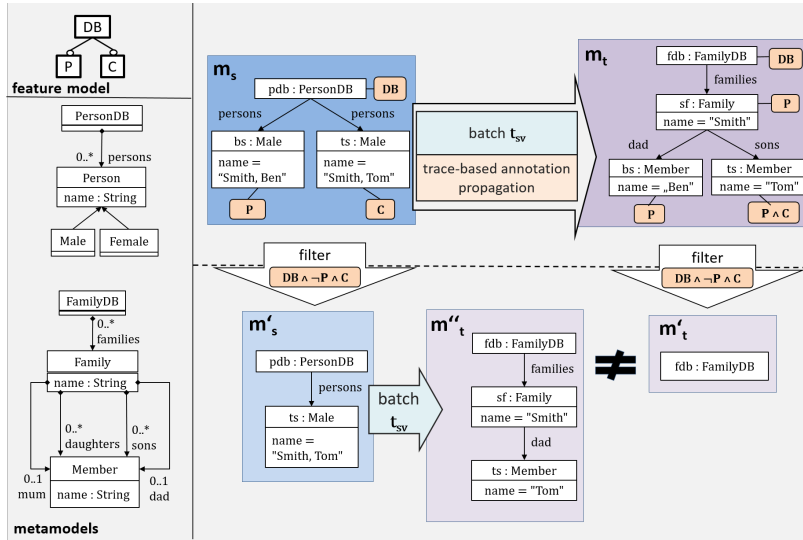 DB
P
C
feature model
PersonDB
0..*
persons
Person
name : String
Male
Female
FamilyDB
0..*
families
Family
name : String
0..*
daughters
0..*
sons
Member
name : String
0..1
mum
0..1
dad
metamodels
mₛ
pdb : PersonDB
DB
persons
persons
bs : Male
name =
“Smith, Ben"
ts : Male
name =
"Smith, Tom"
P
C
batch tₛᵥ
trace-based annotation
propagation
mₜ
fdb : FamilyDB
DB
families
sf : Family
name = "Smith"
P
dad
sons
bs : Member
name = „Ben"
ts : Member
name = "Tom"
P
P ∧ C
filter
DB ∧ ¬P ∧ C
filter
DB ∧ ¬P ∧ C
m‘ₛ
pdb : PersonDB
persons
ts : Male
name =
"Smith, Tom"
batch
tₛᵥ
m‘‘ₜ
fdb : FamilyDB
families
sf : Family
name = "Smith"
dad
ts : Member
name = "Tom"
≠
m‘ₜ
fdb : FamilyDB